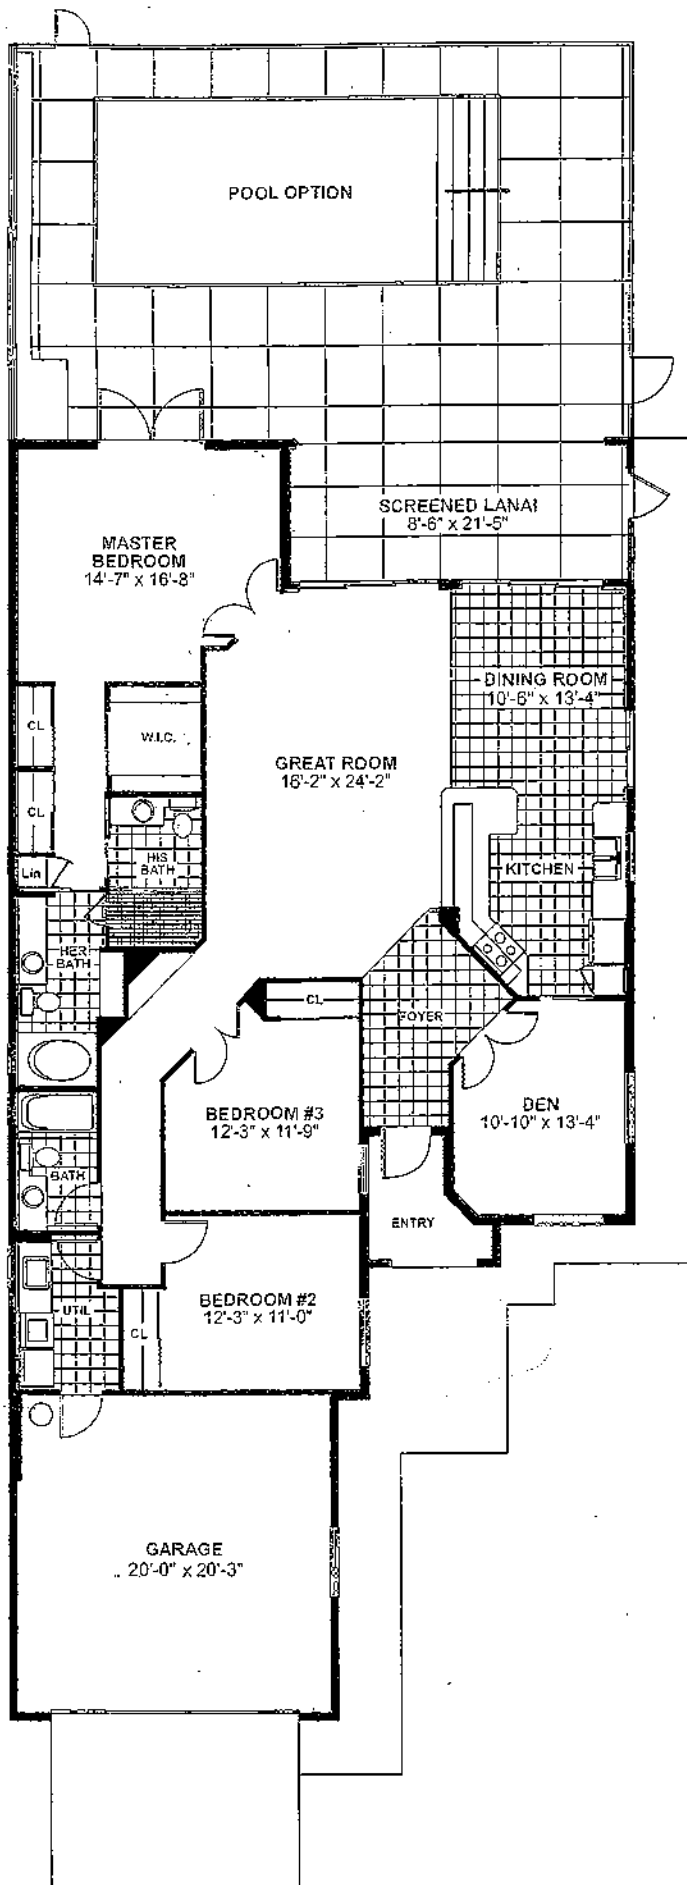 POOL OPTION
SCREENED LANAI
8'-6" x 21'-5"
MASTER
BEDROOM
14'-7" x 16'-8"
DINING ROOM
10'-6" x 13'-4"
CL
W.I.C.
GREAT ROOM
16'-2" x 24'-2"
CL
HIS
BATH
KITCHEN
Lin
HER
BATH
CL
FOYER
BEDROOM #3
12'-3" x 11'-9"
DEN
10'-10" x 13'-4"
BATH
ENTRY
BEDROOM #2
12'-3" x 11'-0"
UTIL
CL
GARAGE
20'-0" x 20'-3"